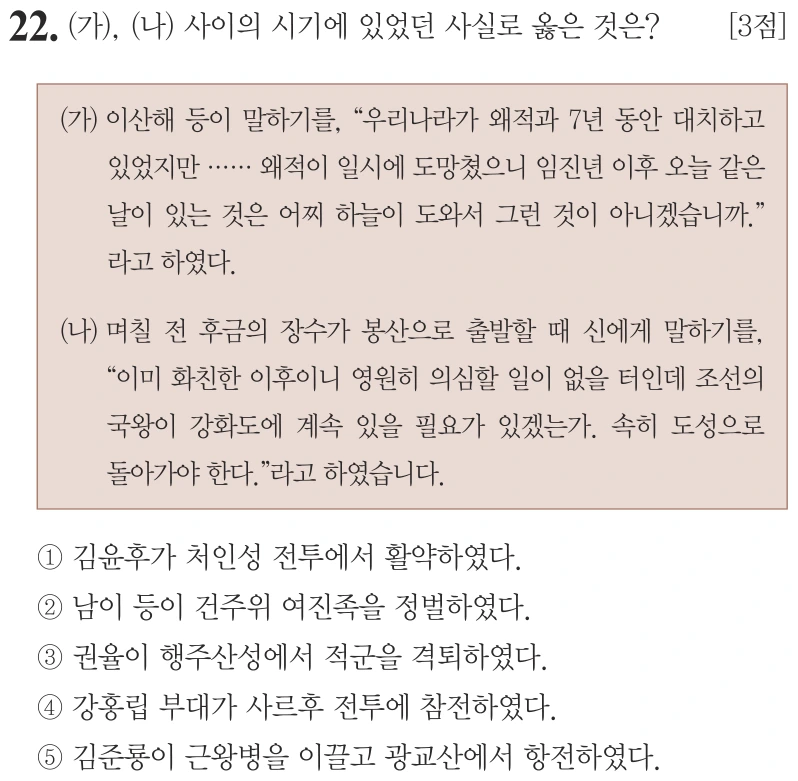 22. (가), (나) 사이의 시기에 있었던 사실로 옳은 것은? [3점]
(가) 이산해 등이 말하기를, “우리나라가 왜적과 7년 동안 대치하고
있었지만 …… 왜적이 일시에 도망쳤으니 임진년 이후 오늘 같은
날이 있는 것은 어찌 하늘이 도와서 그런 것이 아니겠습니까.”
라고 하였다.
(나) 며칠 전 후금의 장수가 봉산으로 출발할 때 신에게 말하기를,
“이미 화친한 이후이니 영원히 의심할 일이 없을 터인데 조선의
국왕이 강화도에 계속 있을 필요가 있겠는가. 속히 도성으로
돌아가야 한다.”라고 하였습니다.
① 김윤후가 처인성 전투에서 활약하였다.
② 남이 등이 건주위 여진족을 정벌하였다.
③ 권율이 행주산성에서 적군을 격퇴하였다.
④ 강홍립 부대가 사르후 전투에 참전하였다.
⑤ 김준룡이 근왕병을 이끌고 광교산에서 항전하였다.